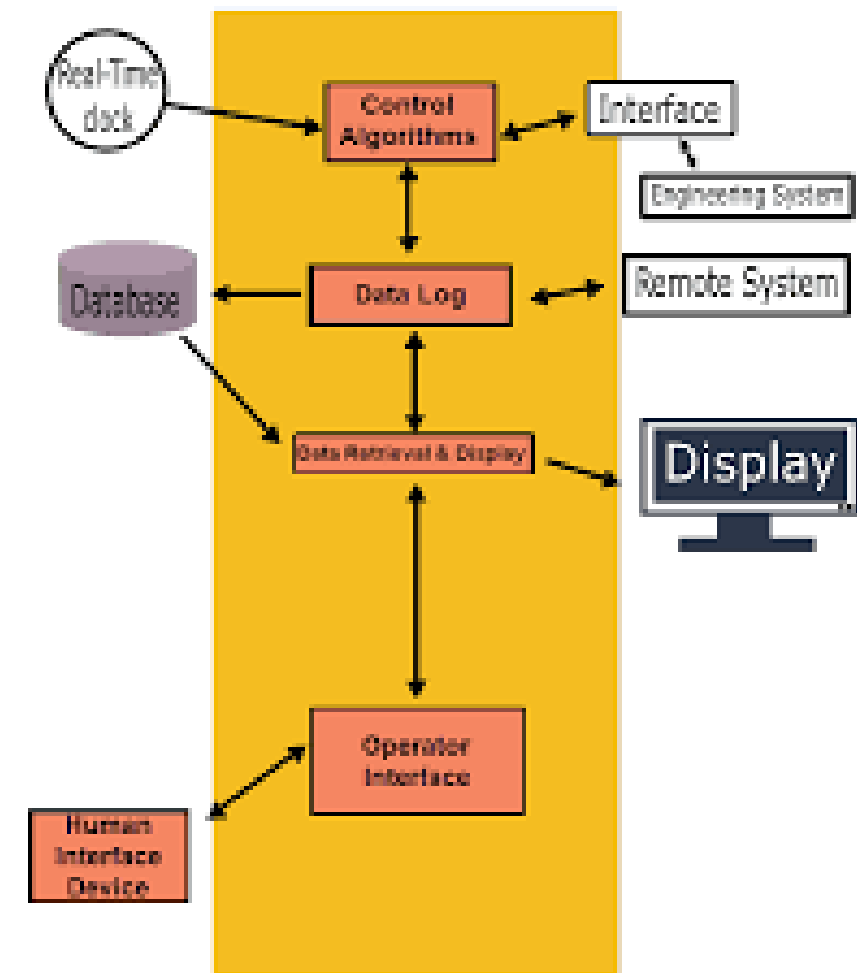 Real-Time
clock
Control
Algorithms
Interface
Engineering System
Database
Data Log
Remote System
Data Retrieval & Display
Display
Operator
Interface
Human
Interface
Device